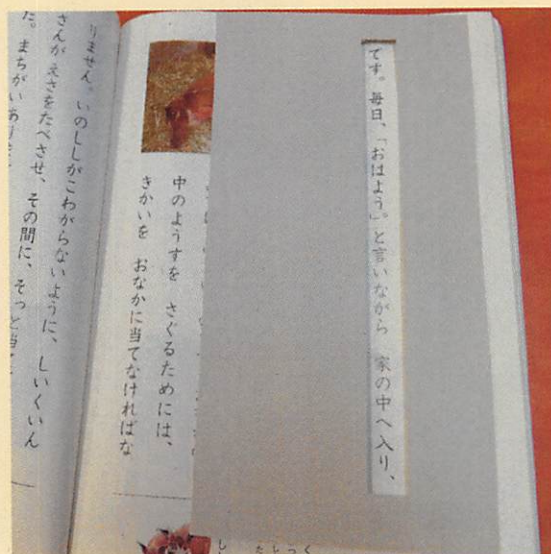 です。毎日、「おはよう。」と言いながら 家の中へ入り、
中のようすを さぐるためには、
きかいを おなかに当てなければな
りません。いのししがこわがらないように、しいくいん
さんが えさをたべさせ、その間に、そっと当て
た。まちがいあり